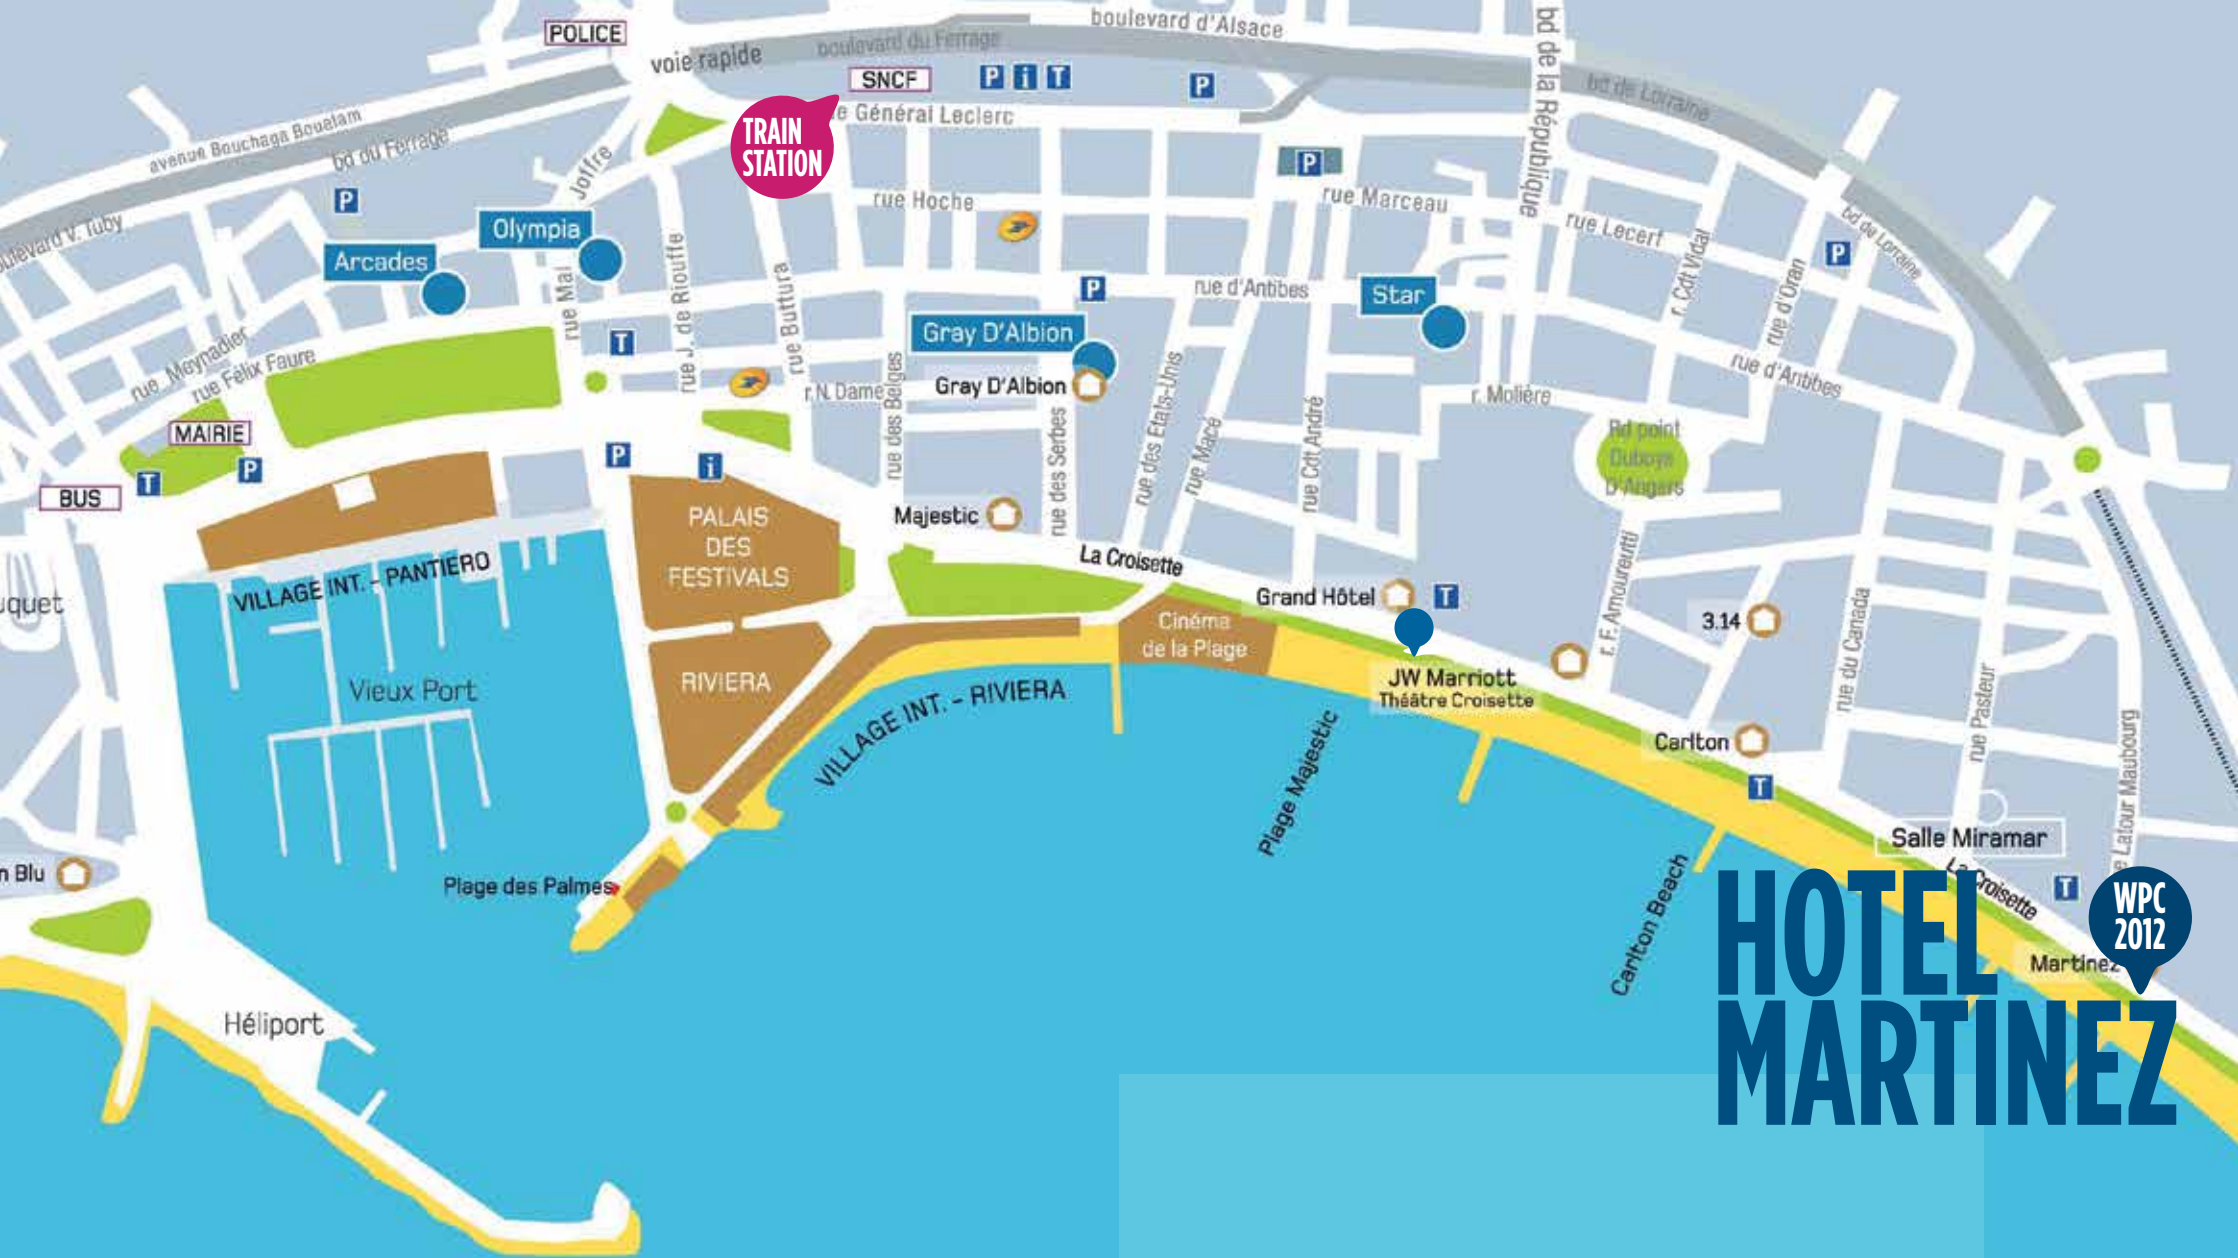 boulevard d'Alsace
POLICE
voie rapide
boulevard du Ferrage
SNCF
P i T
P
bd de la République
bd de Lorraine
TRAIN
STATION
Général Leclerc
avenue Bouchaga Boualam
bd du Ferrage
Joffre
P
P
rue Hoche
rue Marceau
rue Lecerf
bd de Lorraine
P
V. Tuby
Olympia
Arcades
rue Mal
rue J. de Riouffe
rue Buttura
P
rue d'Antibes
Star
r. Cdt Vidal
rue d'Oran
rue Meynadier
rue Félix Faure
T
Gray D'Albion
Gray D'Albion
r. N. Dame
rue des Belges
rue des Serbes
rue des Etats-Unis
rue Macé
rue Cdt André
r. Molière
rue d'Antibes
Rd point
Duboys
D'Angers
MAIRIE
T
P
BUS
P
i
PALAIS
DES
FESTIVALS
Majestic
La Croisette
VILLAGE INT. - PANTIERO
Grand Hôtel
T
Cinéma
de la Plage
r. F. Amoureutti
3.14
rue du Canada
rue Pasteur
Latour Maubourg
Vieux Port
RIVIERA
VILLAGE INT. - RIVIERA
JW Marriott
Théâtre Croisette
Plage Majestic
Carlton
T
Salle Miramar
La Croisette
T
Carlton Beach
Blu
Plage des Palmes
WPC
2012
Martinez
HOTEL
MARTINEZ
Héliport